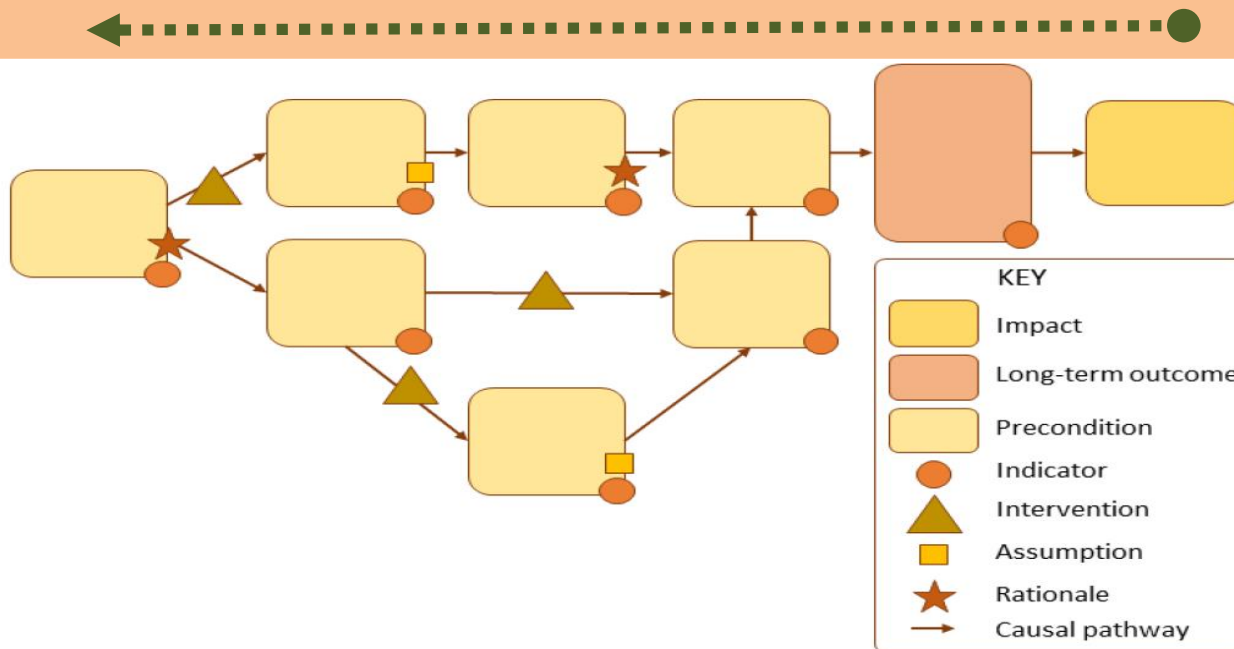 KEY
Impact
Long-term outcome
Precondition
Indicator
Intervention
Assumption
Rationale
Causal pathway